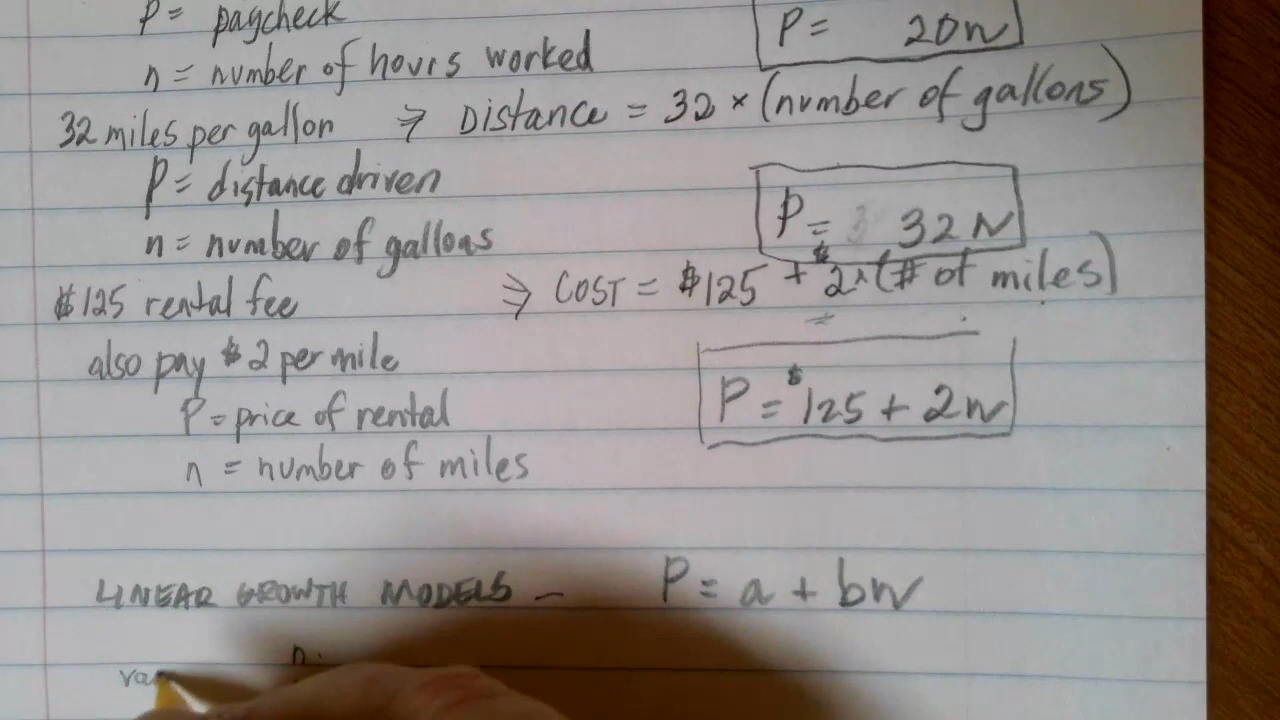 P = paycheck
P = 20n
n = number of hours worked
32 miles per gallon ⇒ Distance = 32 × (number of gallons)
P = distance driven
P = 32n
n = number of gallons
$125 rental fee ⇒ COST = $125 + $2 × (# of miles)
also pay $2 per mile
P = $125 + 2n
P = price of rental
n = number of miles
LINEAR GROWTH MODELS — P = a + bn
n